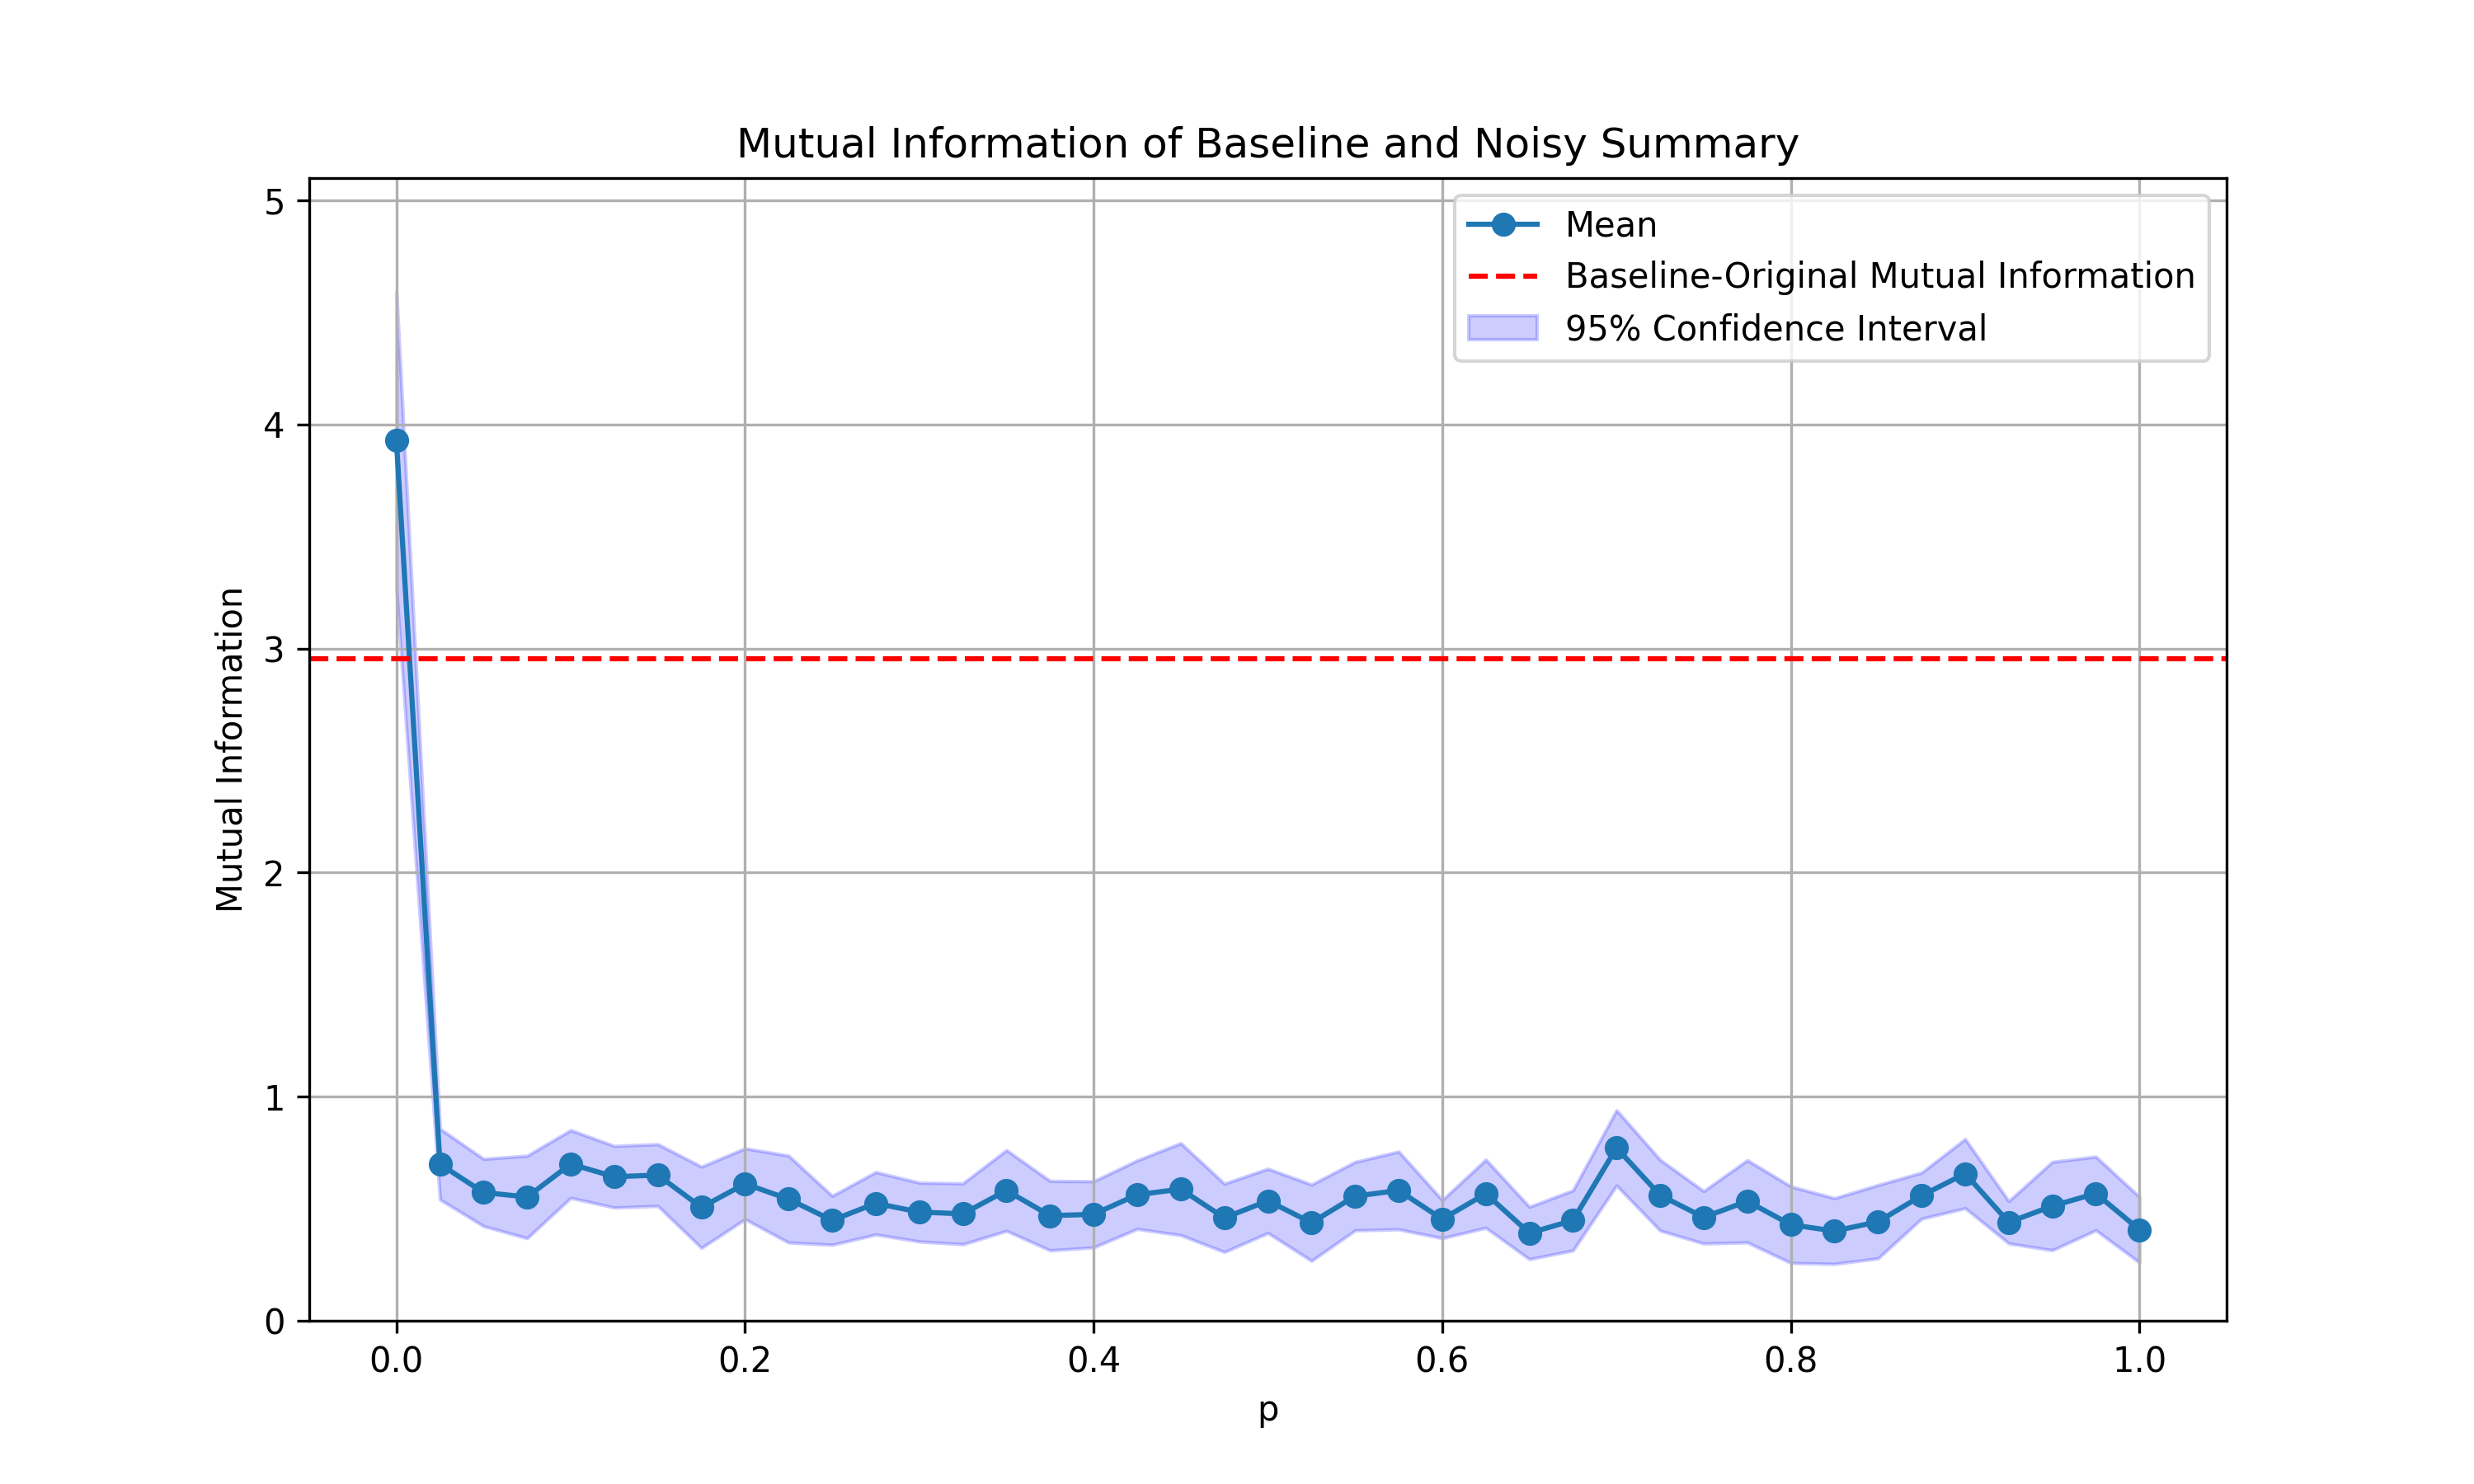 Mutual Information of Baseline and Noisy Summary
Mean
Baseline-Original Mutual Information
95% Confidence Interval
Mutual Information
5
4
3
2
1
0
0.0 0.2 0.4 0.6 0.8 1.0
p